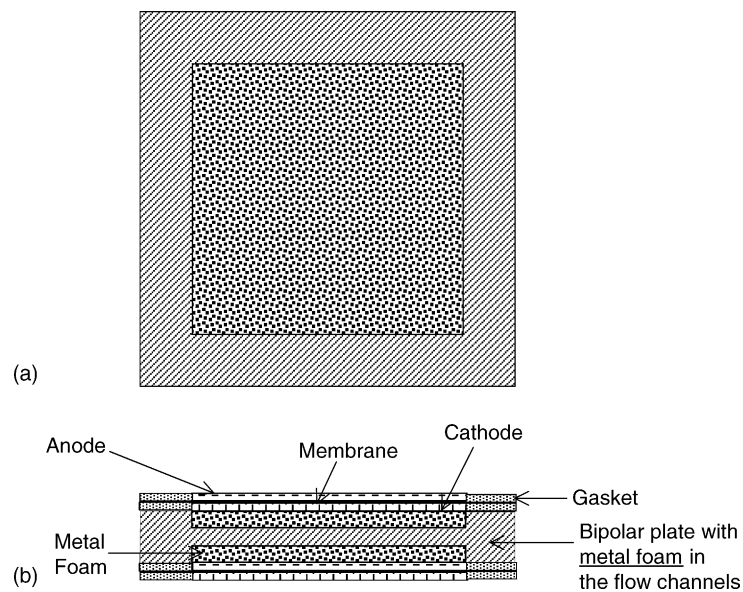 (a)
Anode
Membrane
Cathode
Gasket
Metal
Foam
Bipolar plate with
metal foam in
the flow channels
(b)